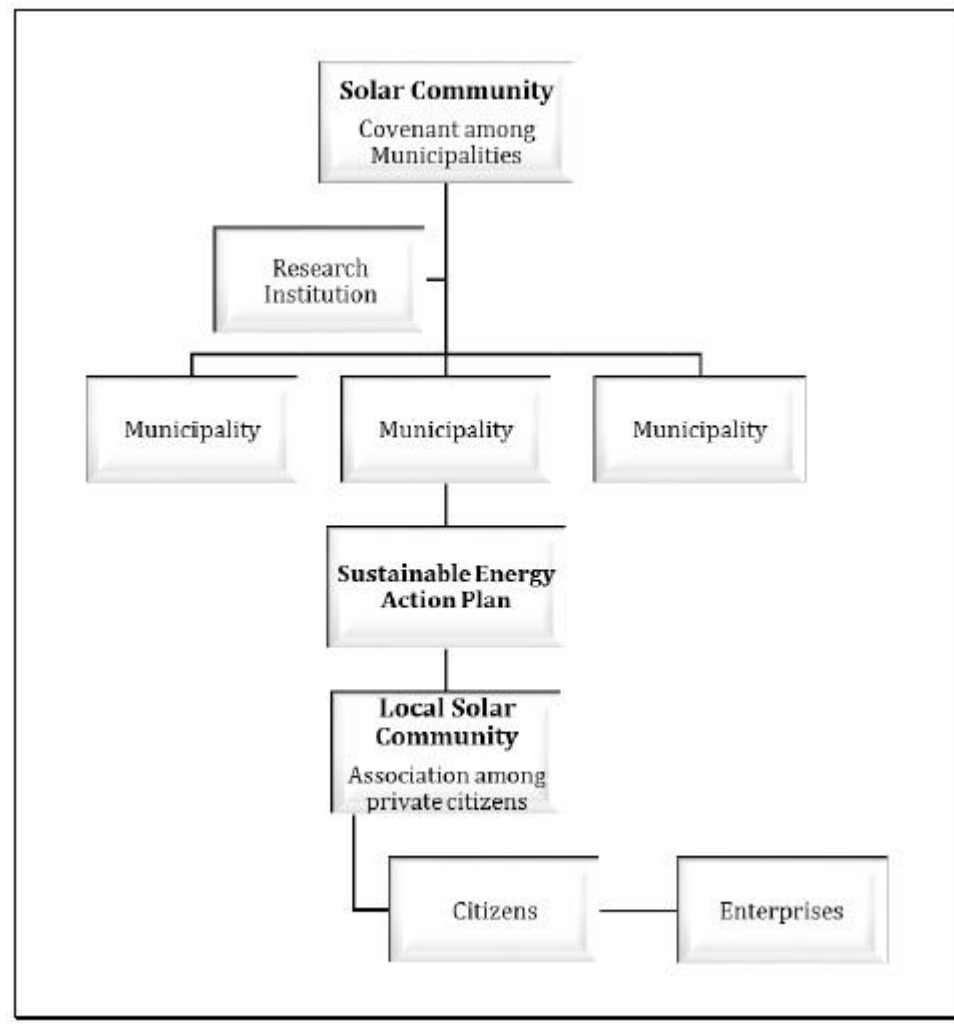 Solar Community
Covenant among
Municipalities
Research
Institution
Municipality
Municipality
Municipality
Sustainable Energy
Action Plan
Local Solar
Community
Association among
private citizens
Citizens
Enterprises